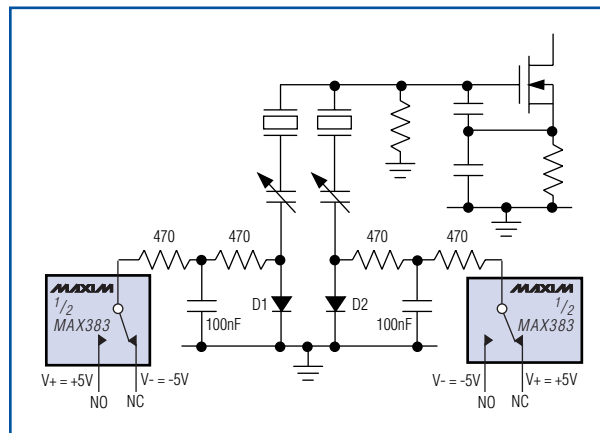 470
470
470
470
MAXIM
1/2
MAX383
100nF
D1
D2
100nF
MAXIM
1/2
MAX383
V+ = +5V
V- = -5V
NO
NC
V- = -5V
V+ = +5V
NO
NC